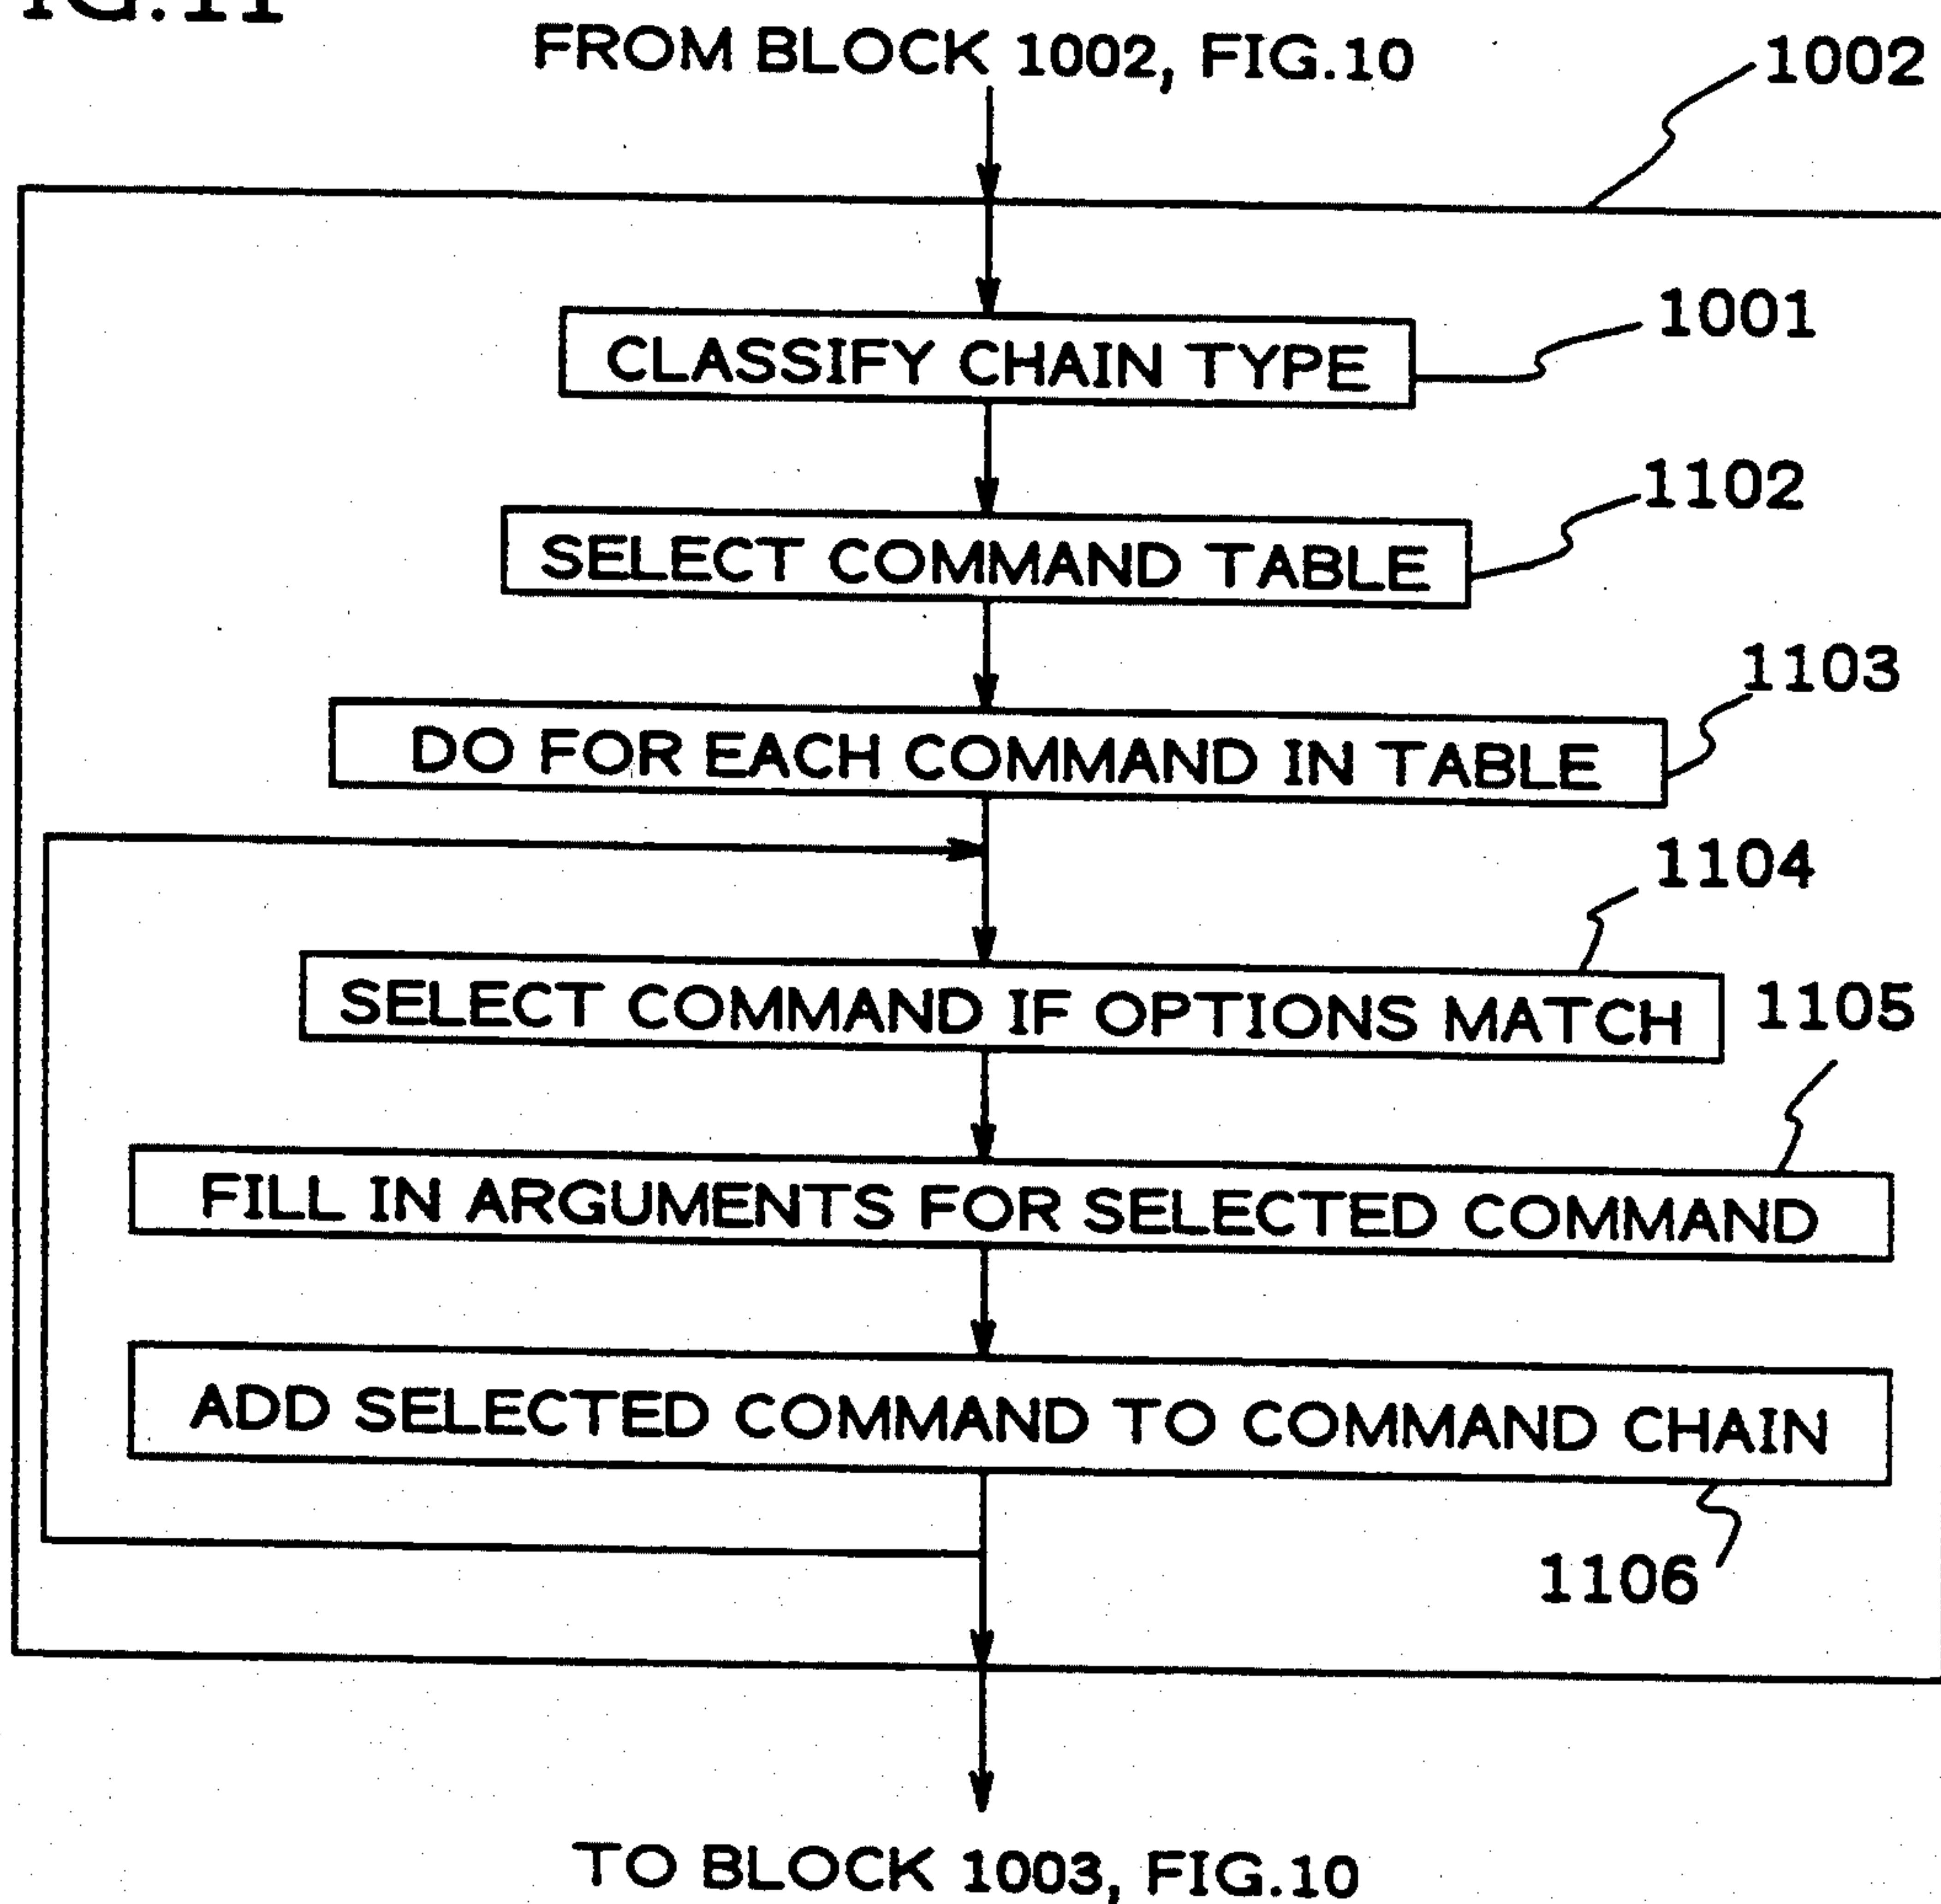 IG.11
FROM BLOCK 1002, FIG.10
1002
CLASSIFY CHAIN TYPE
1001
SELECT COMMAND TABLE
1102
DO FOR EACH COMMAND IN TABLE
1103
SELECT COMMAND IF OPTIONS MATCH
1104
FILL IN ARGUMENTS FOR SELECTED COMMAND
1105
ADD SELECTED COMMAND TO COMMAND CHAIN
1106
TO BLOCK 1003, FIG.10